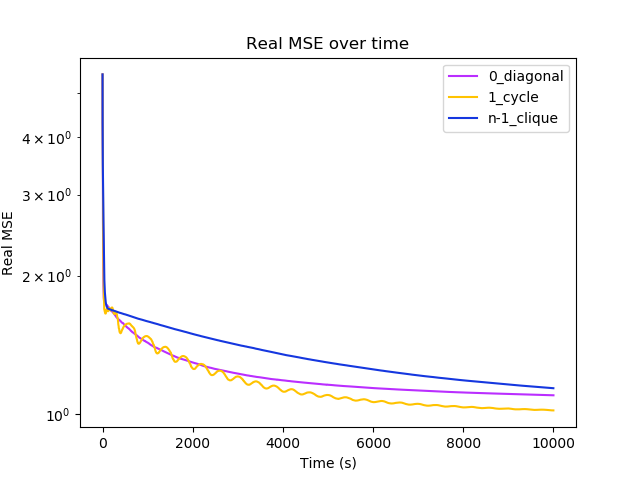 Real MSE over time
0_diagonal
1_cycle
n-1_clique
4 × 10⁰
3 × 10⁰
2 × 10⁰
10⁰
Real MSE
0 2000 4000 6000 8000 10000
Time (s)